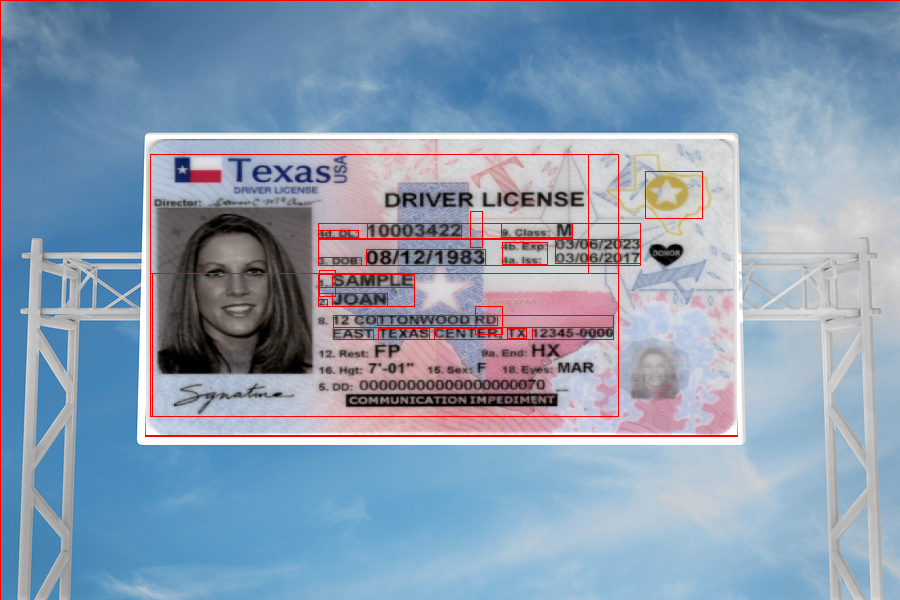 Texas USA
DRIVER LICENSE
Director:
DRIVER LICENSE
4d. DL: 10003422 9. Class: M
3. DOB: 08/12/1983 4b. Exp: 03/06/2023
4a. Iss: 03/06/2017
DONOR
1. SAMPLE
2. JOAN
8. 12 COTTONWOOD RD
EAST TEXAS CENTER, TX 12345-0000
12. Rest: FP 9a. End: HX
16. Hgt: 7'-01" 15. Sex: F 18. Eyes: MAR
5. DD: 00000000000000000070 _
Signature
COMMUNICATION IMPEDIMENT